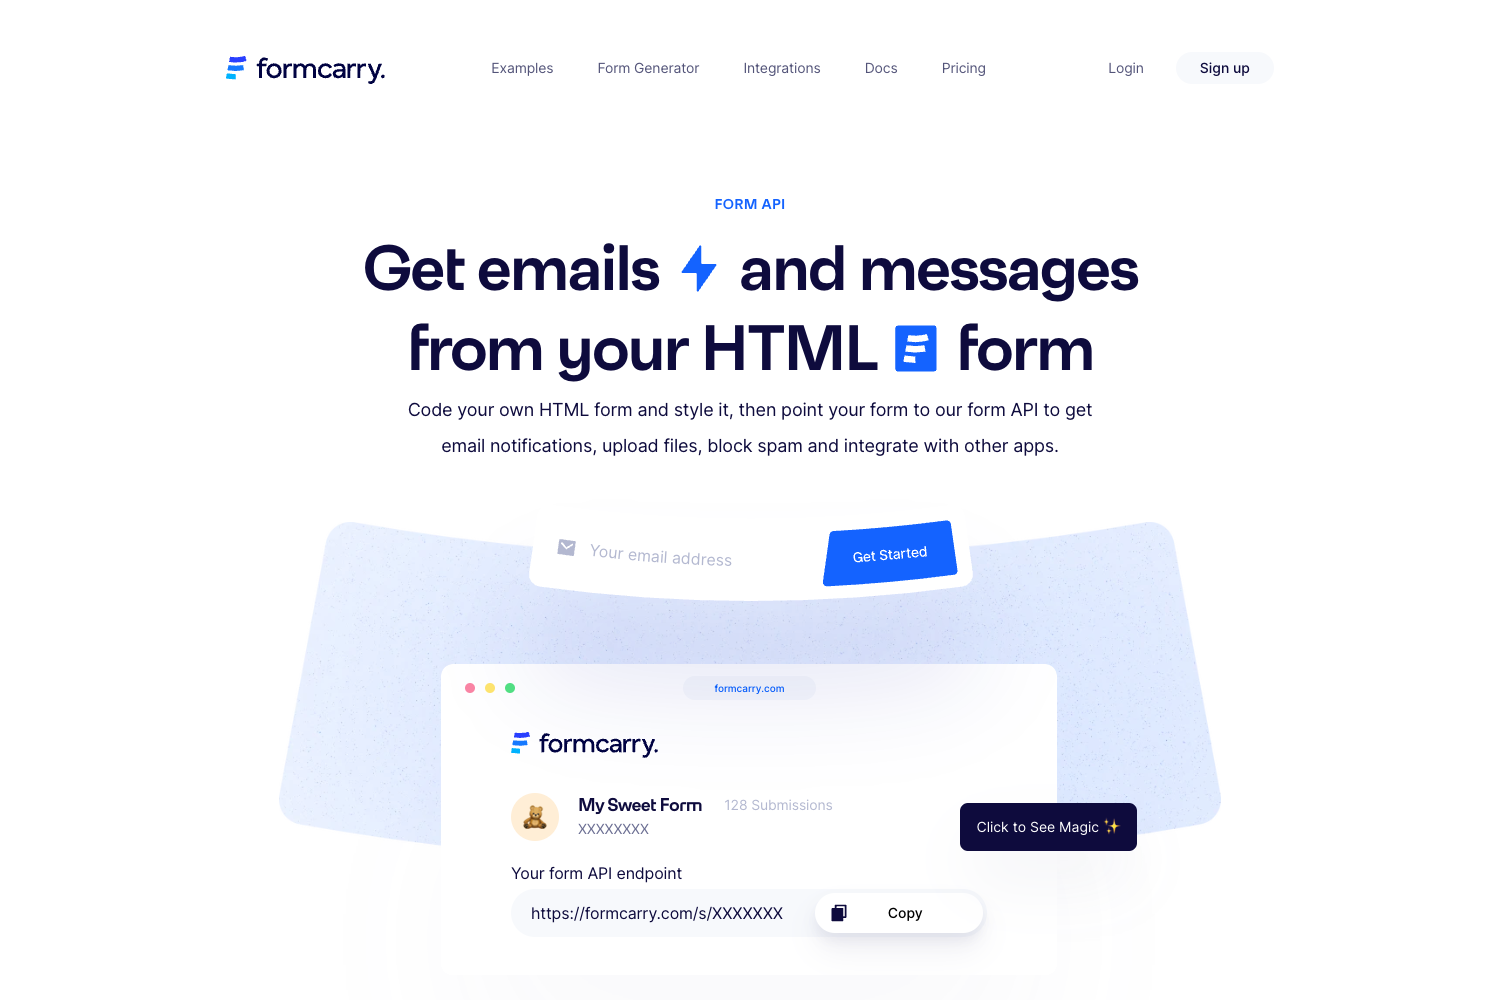 formcarry.
Examples
Form Generator
Integrations
Docs
Pricing
Login
Sign up
FORM API
Get emails and messages
from your HTML form
Code your own HTML form and style it, then point your form to our form API to get
email notifications, upload files, block spam and integrate with other apps.
Your email address
Get Started
formcarry.com
formcarry.
My Sweet Form
128 Submissions
XXXXXXXX
Click to See Magic ✨
Your form API endpoint
https://formcarry.com/s/XXXXXXX
Copy